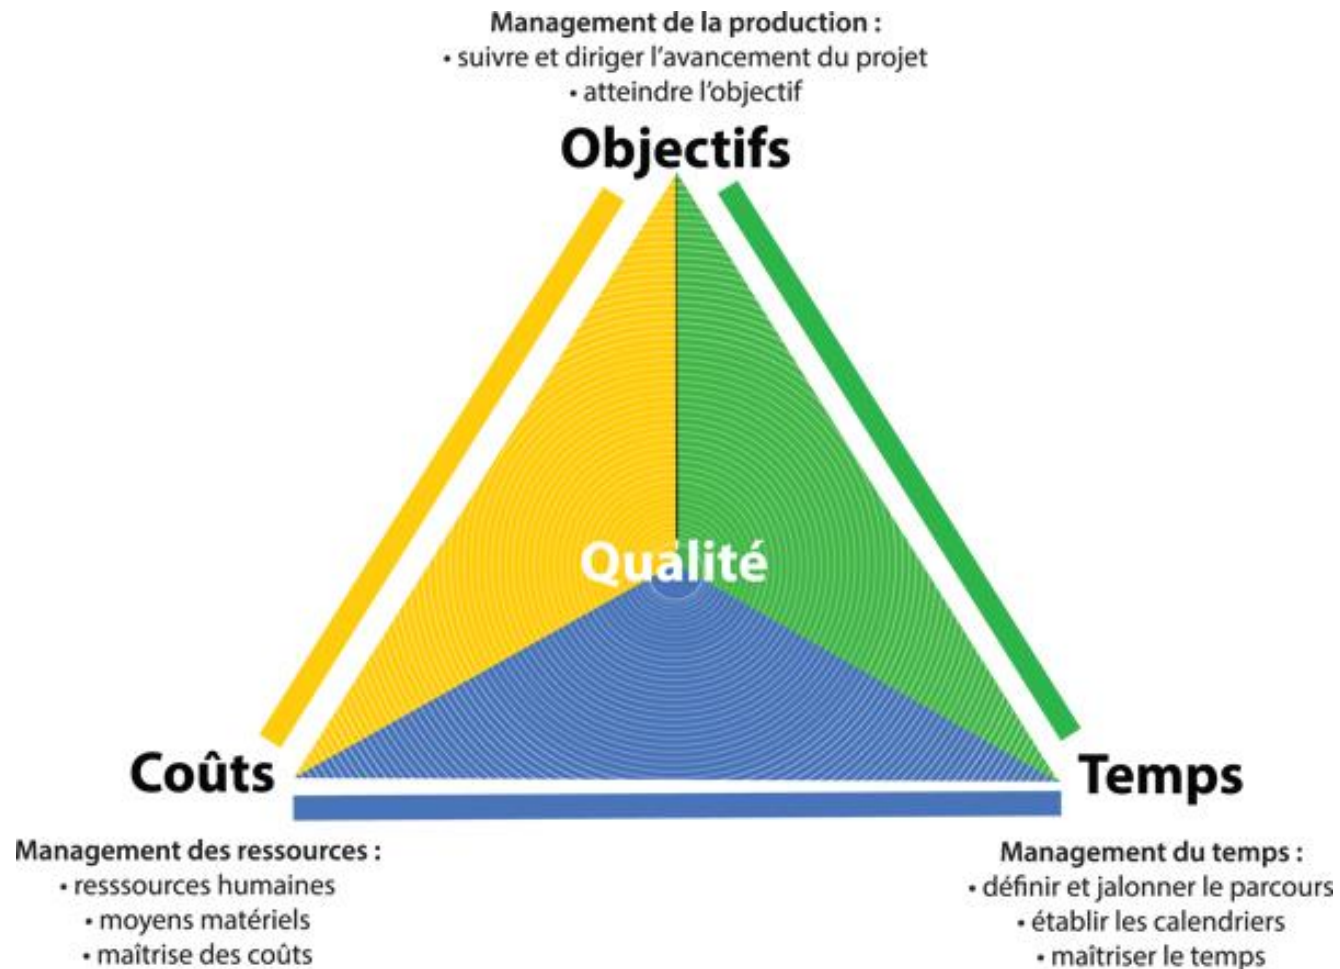 Management de la production :
• suivre et diriger l'avancement du projet
• atteindre l'objectif
Objectifs
Qualité
Coûts
Temps
Management des ressources :
• resssources humaines
• moyens matériels
• maîtrise des coûts
Management du temps :
• définir et jalonner le parcours
• établir les calendriers
• maîtriser le temps